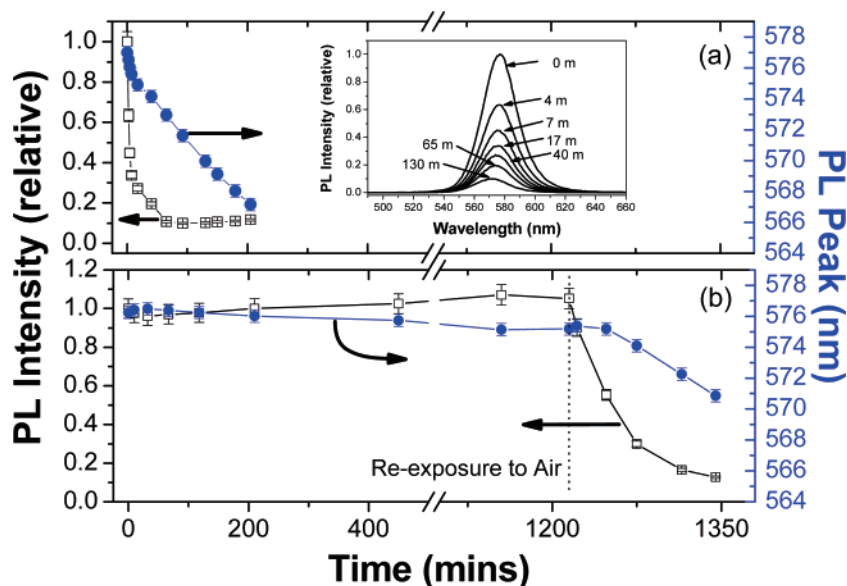 (a)
PL Intensity (relative)
1.0
0.8
0.6
0.4
0.2
0.0
578
576
574
572
570
568
566
564
PL Peak (nm)
PL Intensity (relative)
1.0
0.8
0.6
0.4
0.2
0.0
0 m
4 m
7 m
17 m
40 m
65 m
130 m
500 520 540 560 580 600 620 640 660
Wavelength (nm)
(b)
1.2
1.0
0.8
0.6
0.4
0.2
0.0
578
576
574
572
570
568
566
564
Re-exposure to Air
0 200 400 1200 1350
Time (mins)